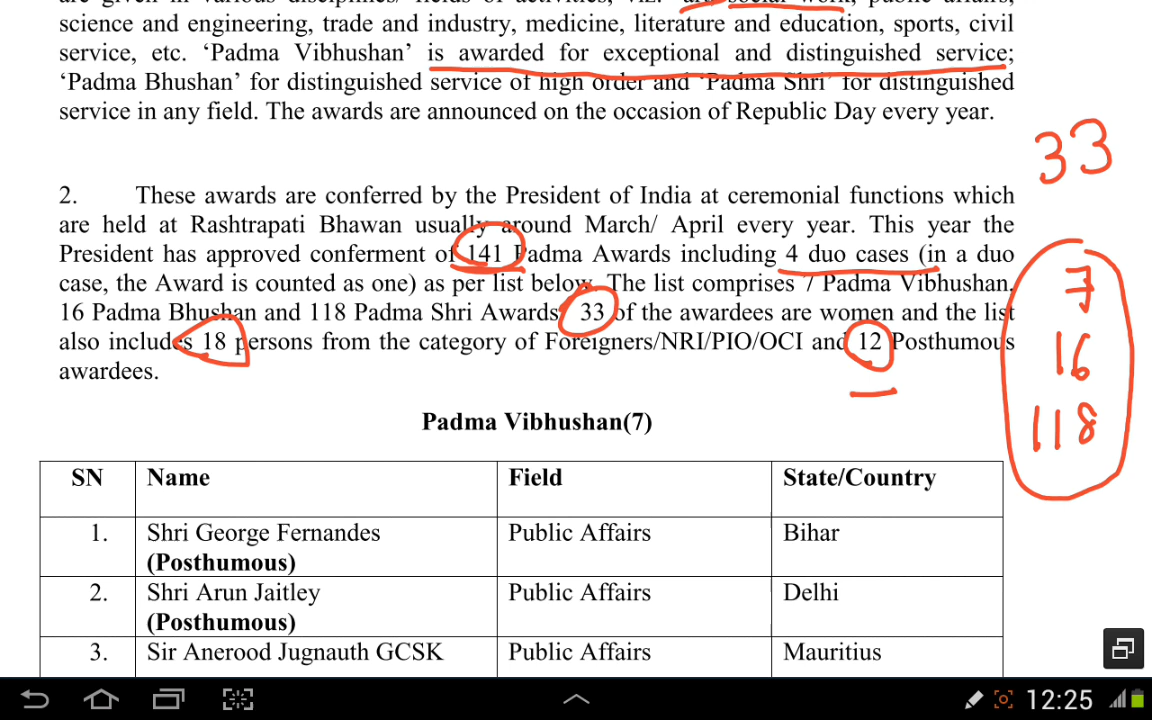 science and engineering, trade and industry, medicine, literature and education, sports, civil
service, etc. ‘Padma Vibhushan’ is awarded for exceptional and distinguished service;
‘Padma Bhushan’ for distinguished service of high order and ‘Padma Shri’ for distinguished
service in any field. The awards are announced on the occasion of Republic Day every year.
33
2. These awards are conferred by the President of India at ceremonial functions which
are held at Rashtrapati Bhawan usually around March/ April every year. This year the
President has approved conferment of 141 Padma Awards including 4 duo cases (in a duo
case, the Award is counted as one) as per list below. The list comprises 7 Padma Vibhushan,
16 Padma Bhushan and 118 Padma Shri Awards. 33 of the awardees are women and the list
also includes 18 persons from the category of Foreigners/NRI/PIO/OCI and 12 Posthumous
awardees.
7
16
118
Padma Vibhushan(7)
SN Name Field State/Country
1. Shri George Fernandes Public Affairs Bihar
(Posthumous)
2. Shri Arun Jaitley Public Affairs Delhi
(Posthumous)
3. Sir Anerood Jugnauth GCSK Public Affairs Mauritius
12:25